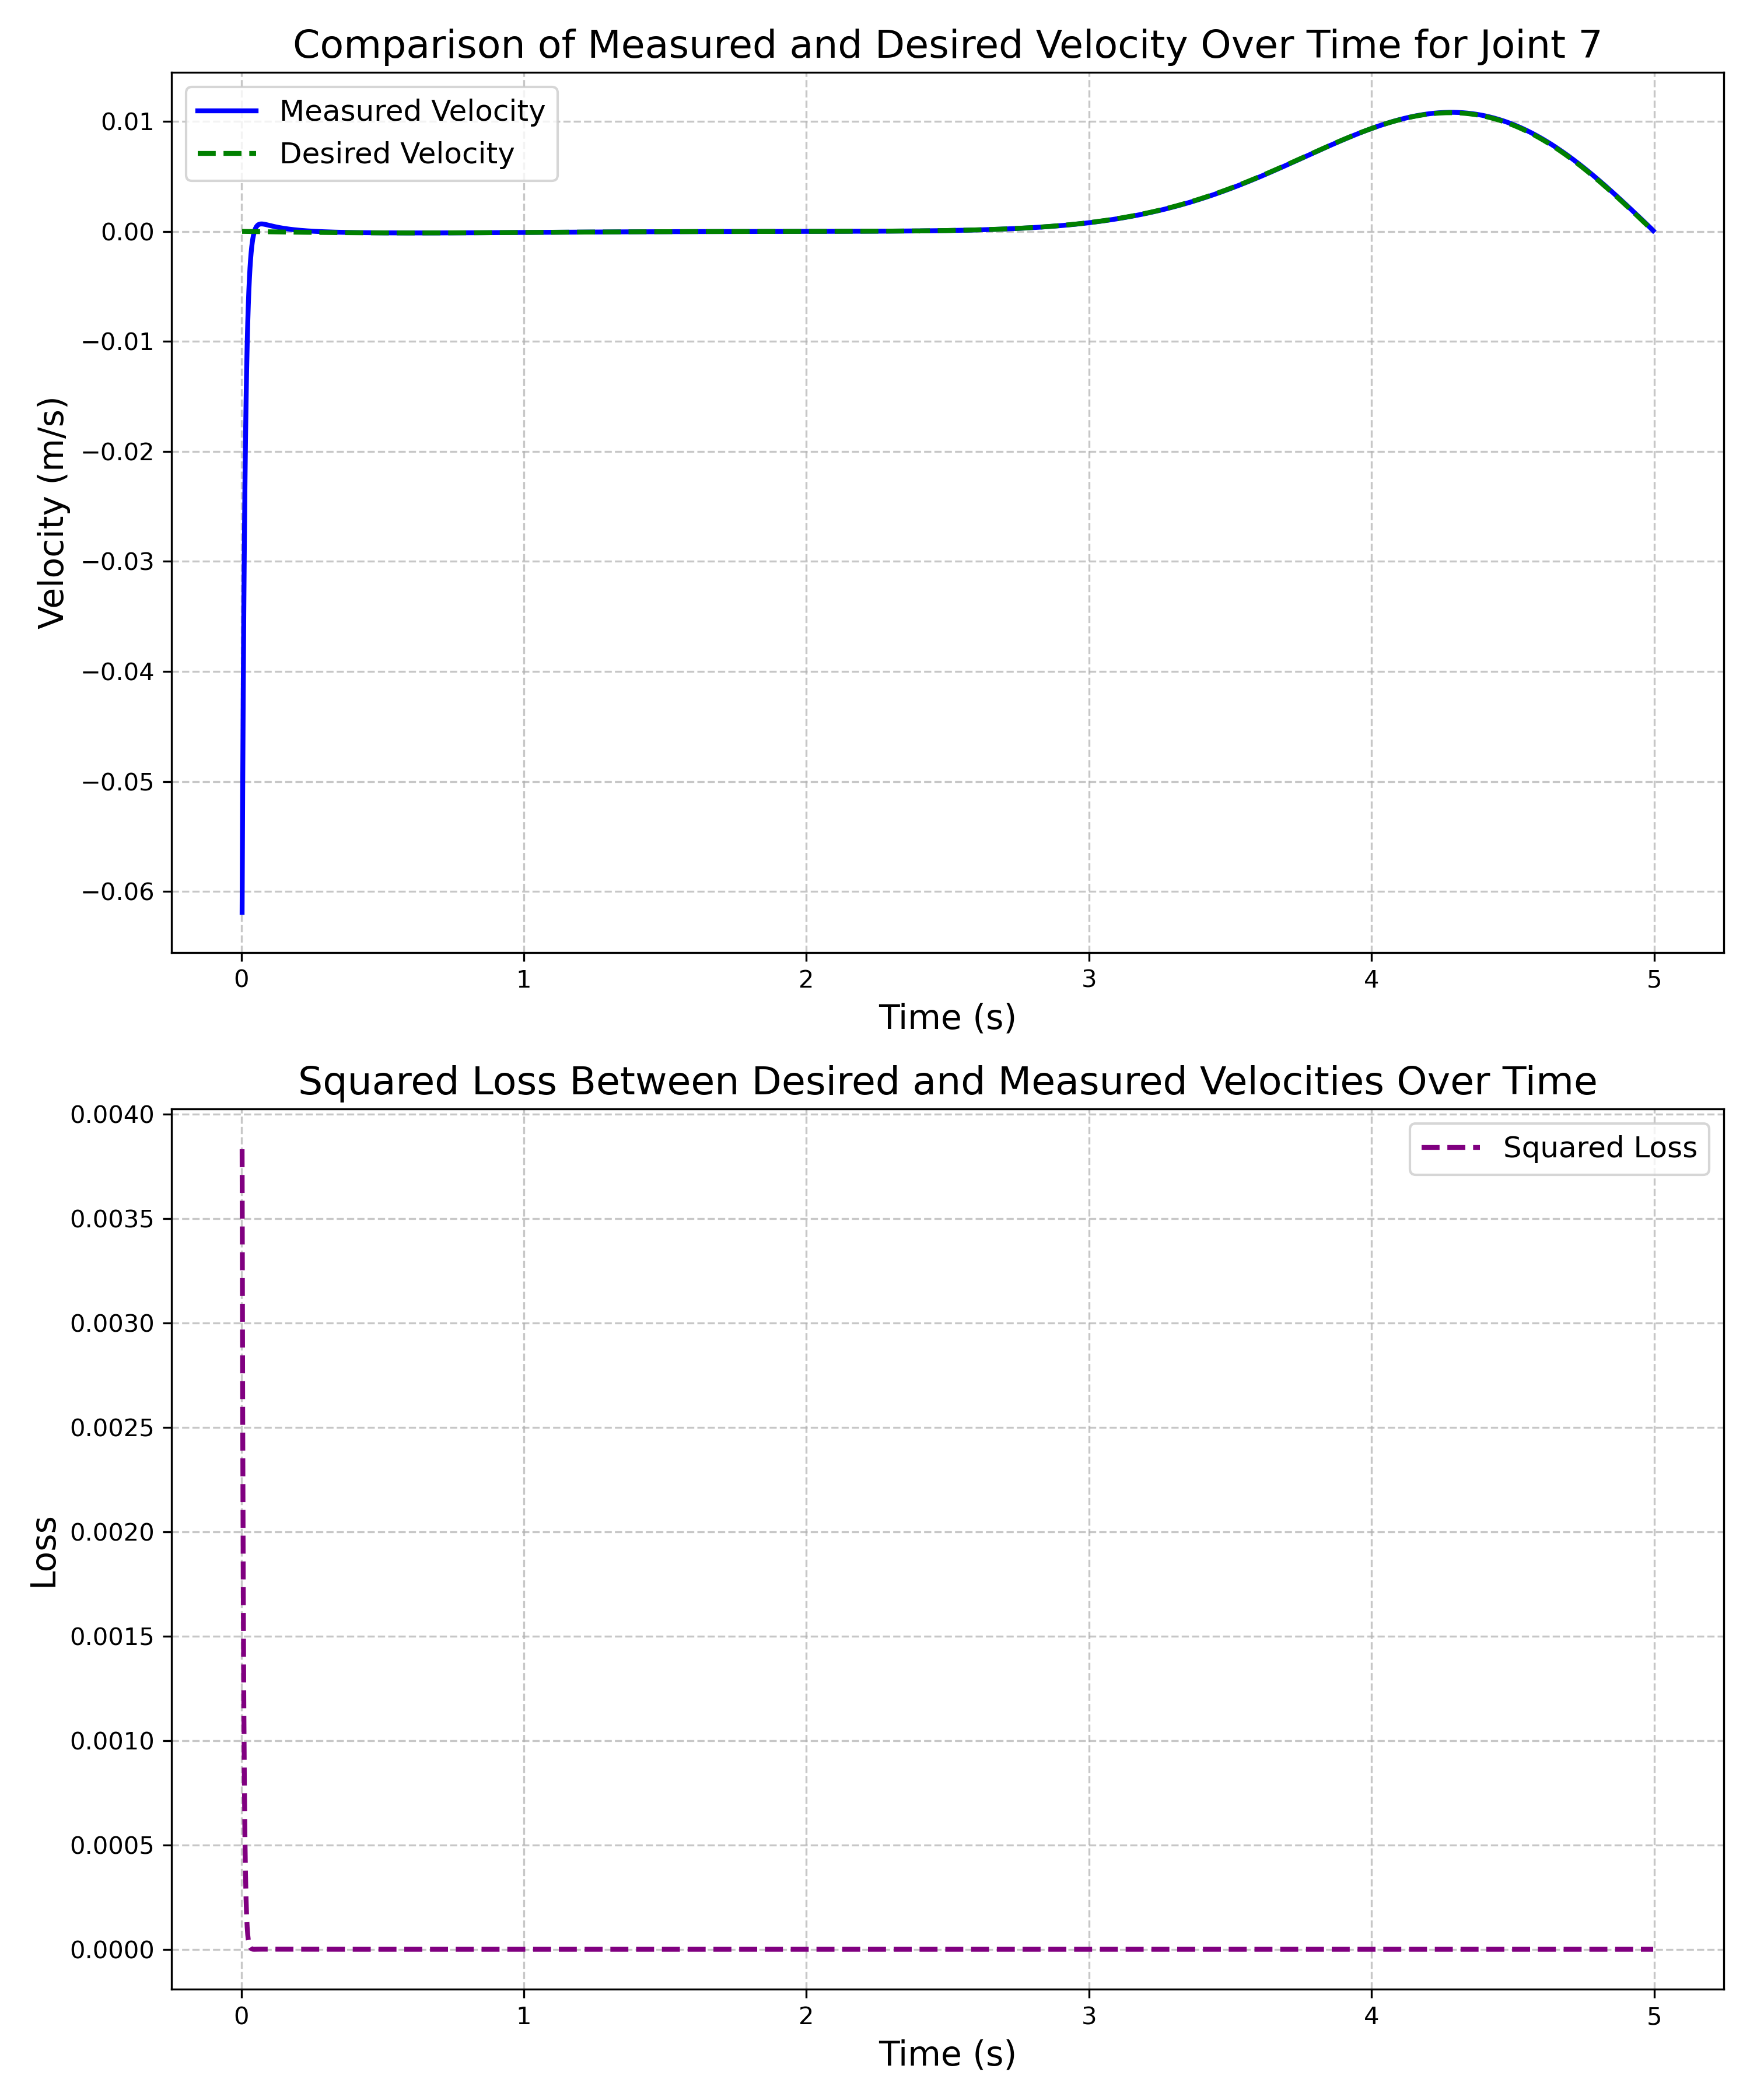 Comparison of Measured and Desired Velocity Over Time for Joint 7
Measured Velocity
Desired Velocity
0.01
0.00
−0.01
−0.02
−0.03
−0.04
−0.05
−0.06
Velocity (m/s)
0 1 2 3 4 5
Time (s)
Squared Loss Between Desired and Measured Velocities Over Time
Squared Loss
0.0040
0.0035
0.0030
0.0025
0.0020
0.0015
0.0010
0.0005
0.0000
Loss
0 1 2 3 4 5
Time (s)